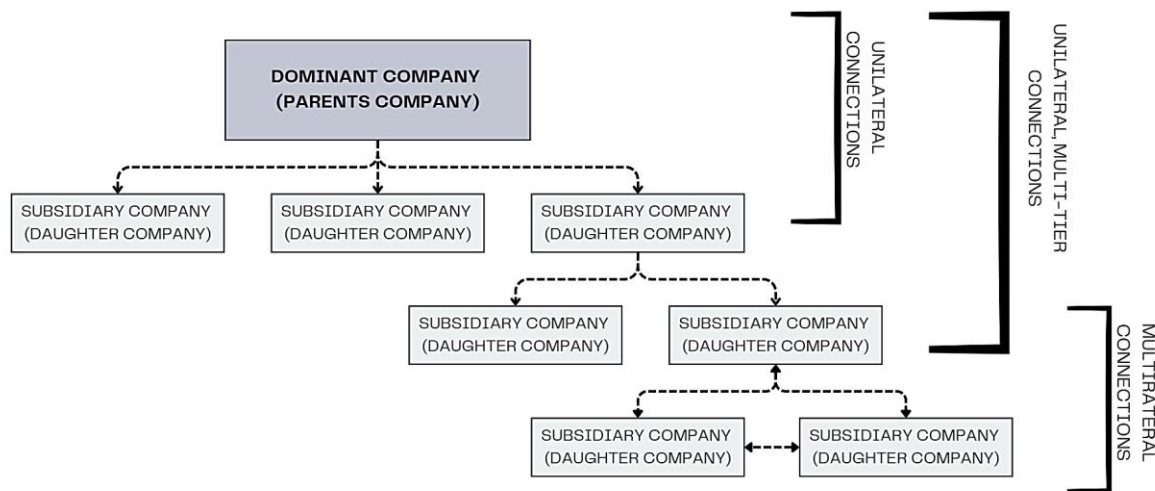 DOMINANT COMPANY
(PARENTS COMPANY)
UNILATERAL
CONNECTIONS
UNILATERAL, MULTI-TIER
CONNECTIONS
SUBSIDIARY COMPANY
(DAUGHTER COMPANY)
SUBSIDIARY COMPANY
(DAUGHTER COMPANY)
SUBSIDIARY COMPANY
(DAUGHTER COMPANY)
SUBSIDIARY COMPANY
(DAUGHTER COMPANY)
SUBSIDIARY COMPANY
(DAUGHTER COMPANY)
MULTIRATERAL
CONNECTIONS
SUBSIDIARY COMPANY
(DAUGHTER COMPANY)
SUBSIDIARY COMPANY
(DAUGHTER COMPANY)